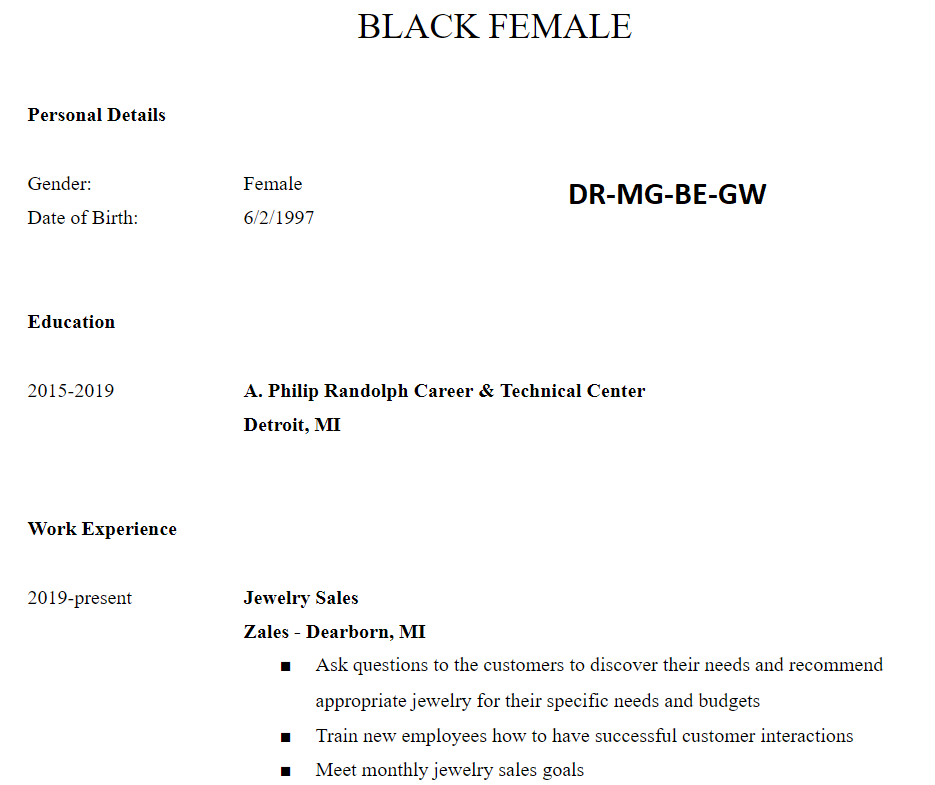 BLACK FEMALE
Personal Details
Gender: Female
DR-MG-BE-GW
Date of Birth: 6/2/1997
Education
2015-2019 A. Philip Randolph Career & Technical Center
Detroit, MI
Work Experience
2019-present Jewelry Sales
Zales - Dearborn, MI
■ Ask questions to the customers to discover their needs and recommend
appropriate jewelry for their specific needs and budgets
■ Train new employees how to have successful customer interactions
■ Meet monthly jewelry sales goals